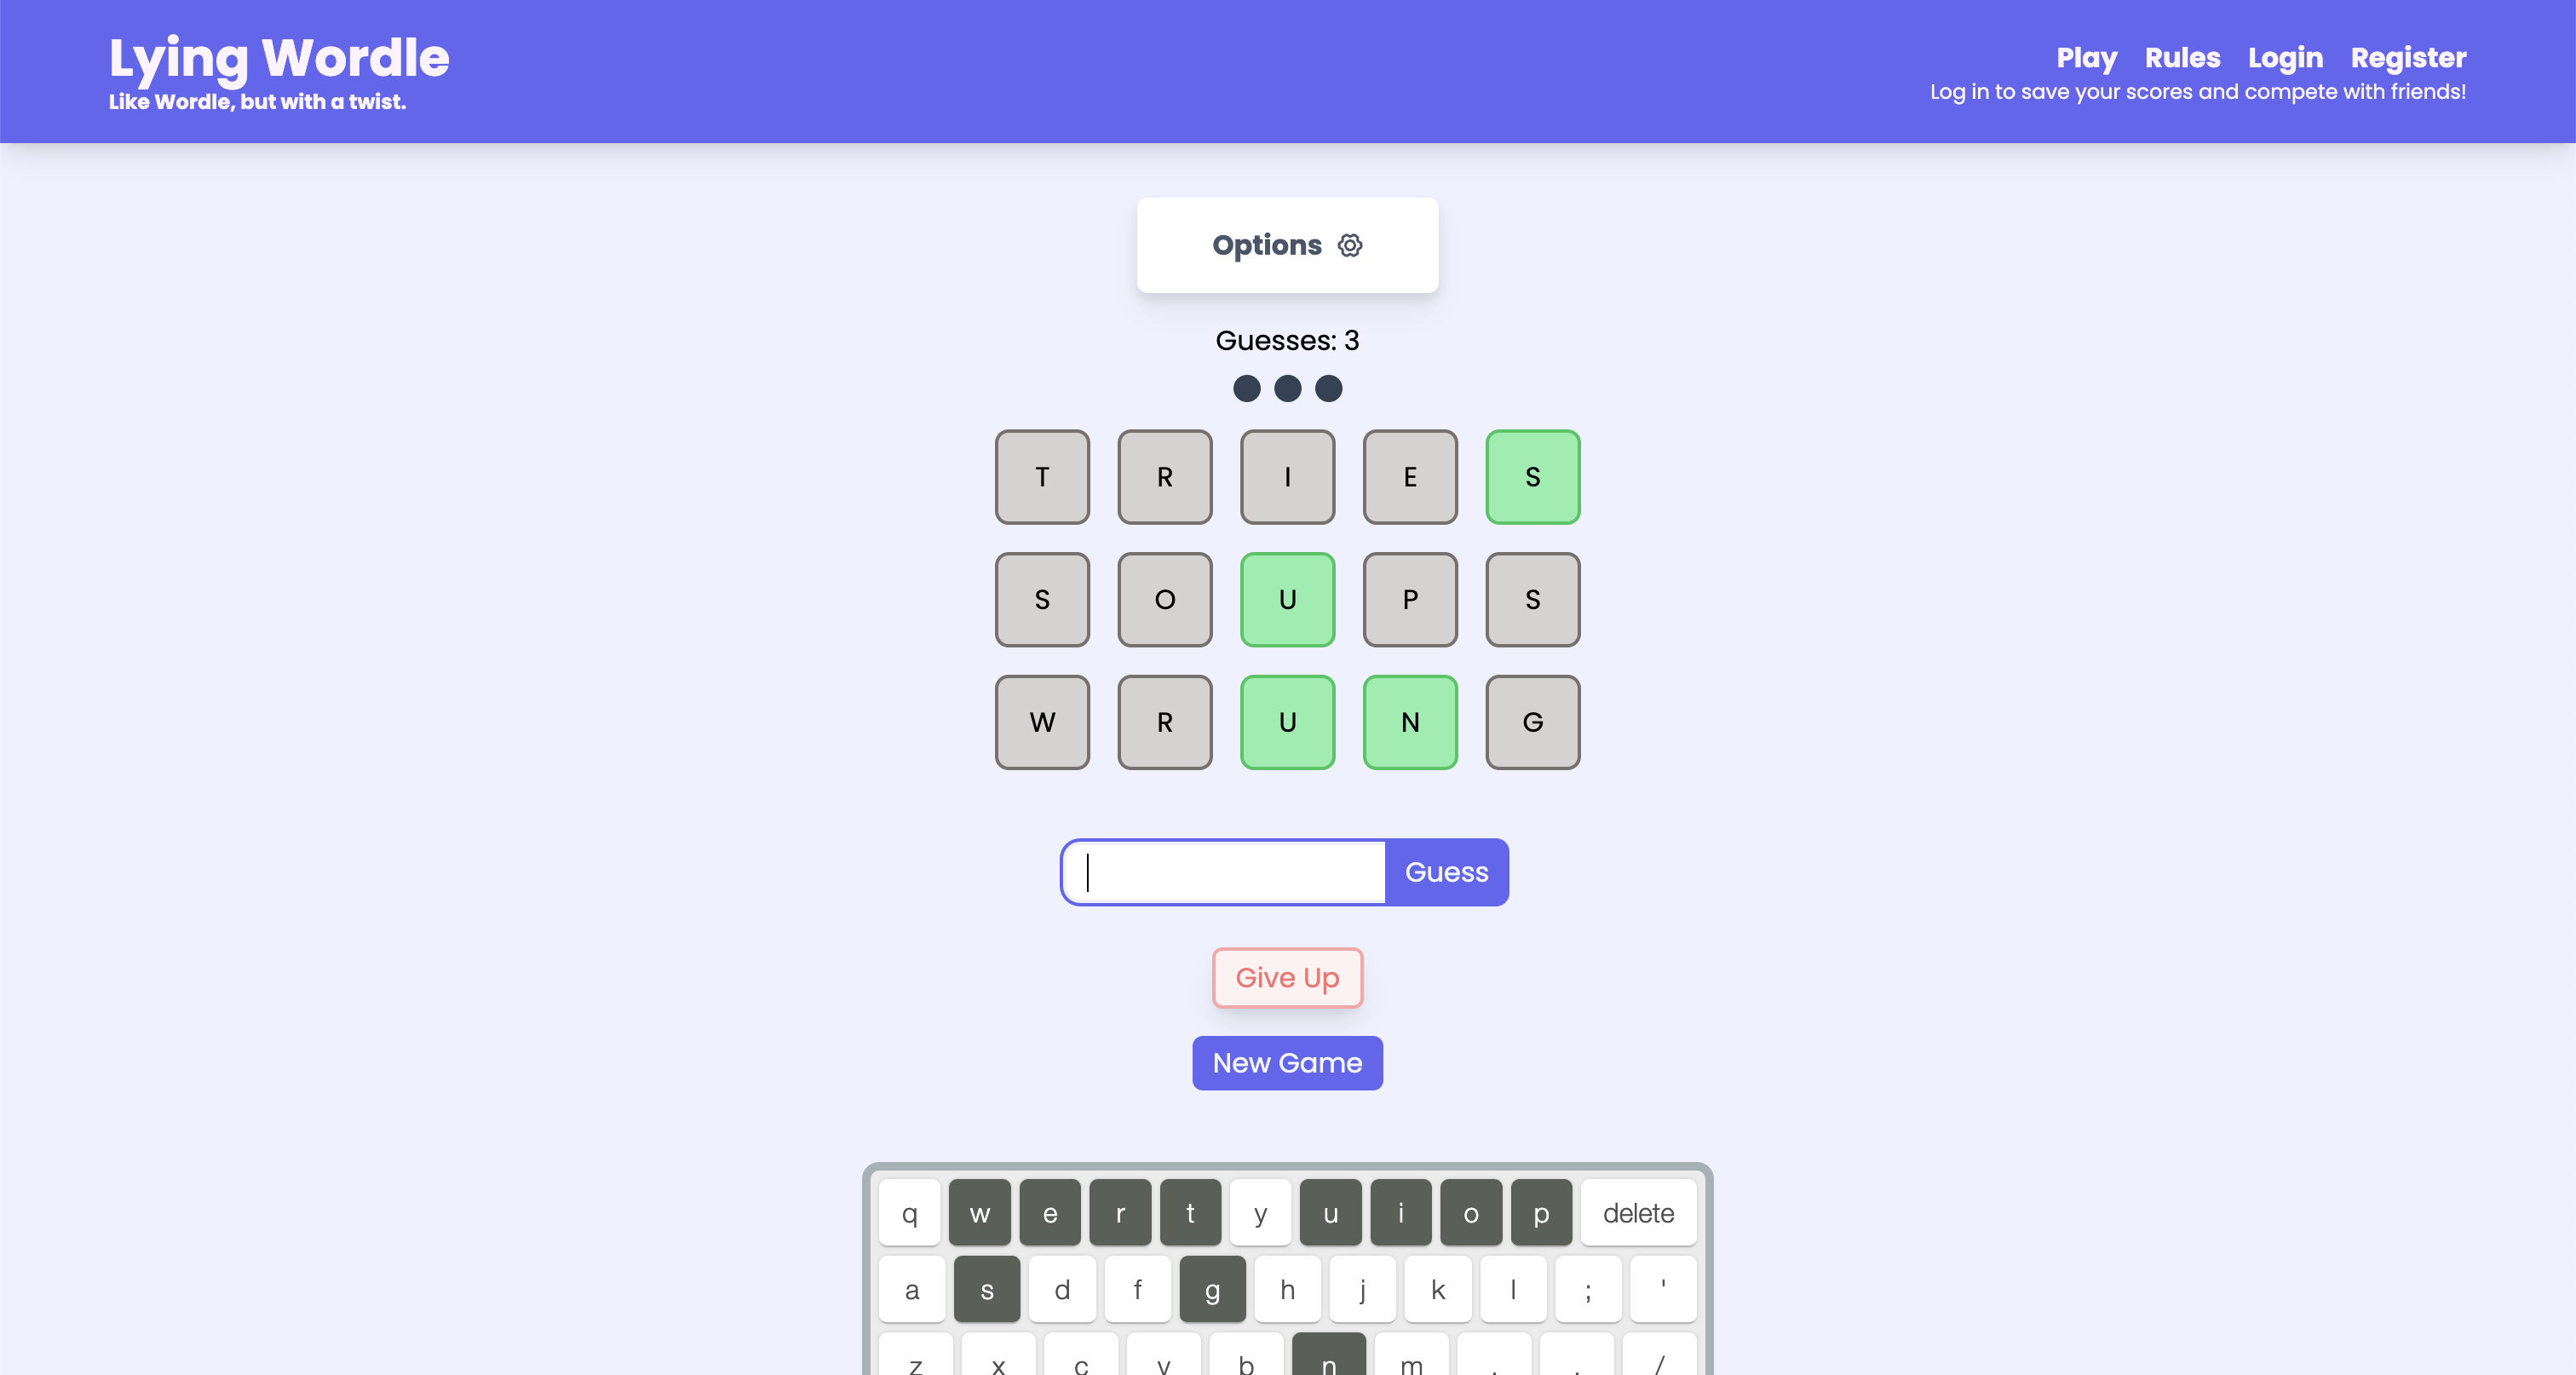 Lying Wordle
Like Wordle, but with a twist.
Play Rules Login Register
Log in to save your scores and compete with friends!
Options
Guesses: 3
T R I E S
S O U P S
W R U N G
Guess
Give Up
New Game
q w e r t y u i o p delete
a s d f g h j k l ; '
z x c v b n m , . /